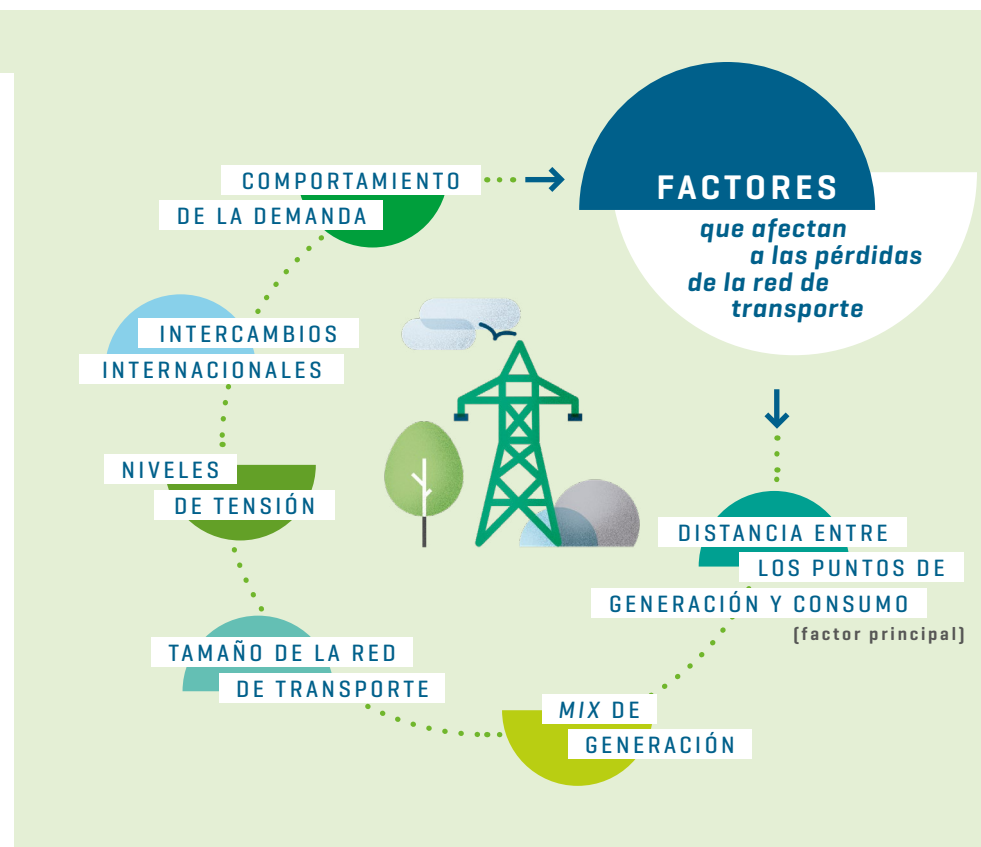 FACTORES
que afectan
a las pérdidas
de la red de
transporte
DISTANCIA ENTRE
LOS PUNTOS DE
GENERACIÓN Y CONSUMO
(factor principal)
MIX DE
GENERACIÓN
TAMAÑO DE LA RED
DE TRANSPORTE
NIVELES
DE TENSIÓN
INTERCAMBIOS
INTERNACIONALES
COMPORTAMIENTO
DE LA DEMANDA